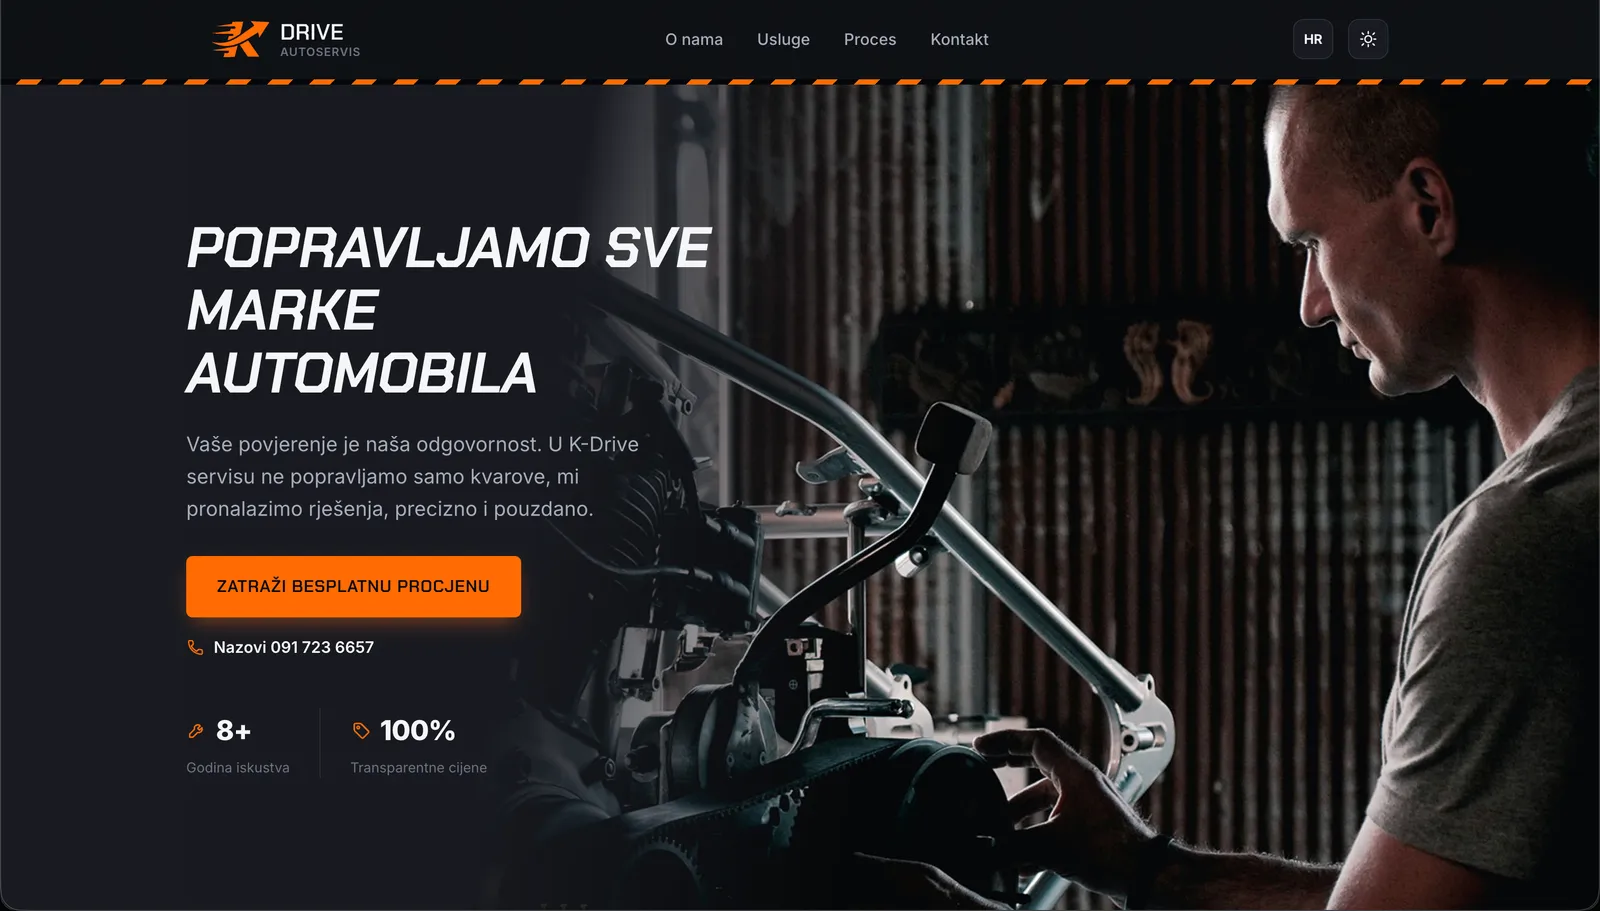 K DRIVE
AUTOSERVIS
O nama
Usluge
Proces
Kontakt
HR
POPRAVLJAMO SVE
MARKE
AUTOMOBILA
Vaše povjerenje je naša odgovornost. U K-Drive
servisu ne popravljamo samo kvarove, mi
pronalazimo rješenja, precizno i pouzdano.
ZATRAŽI BESPLATNU PROCJENU
Nazovi 091 723 6657
8+
Godina iskustva
100%
Transparentne cijene